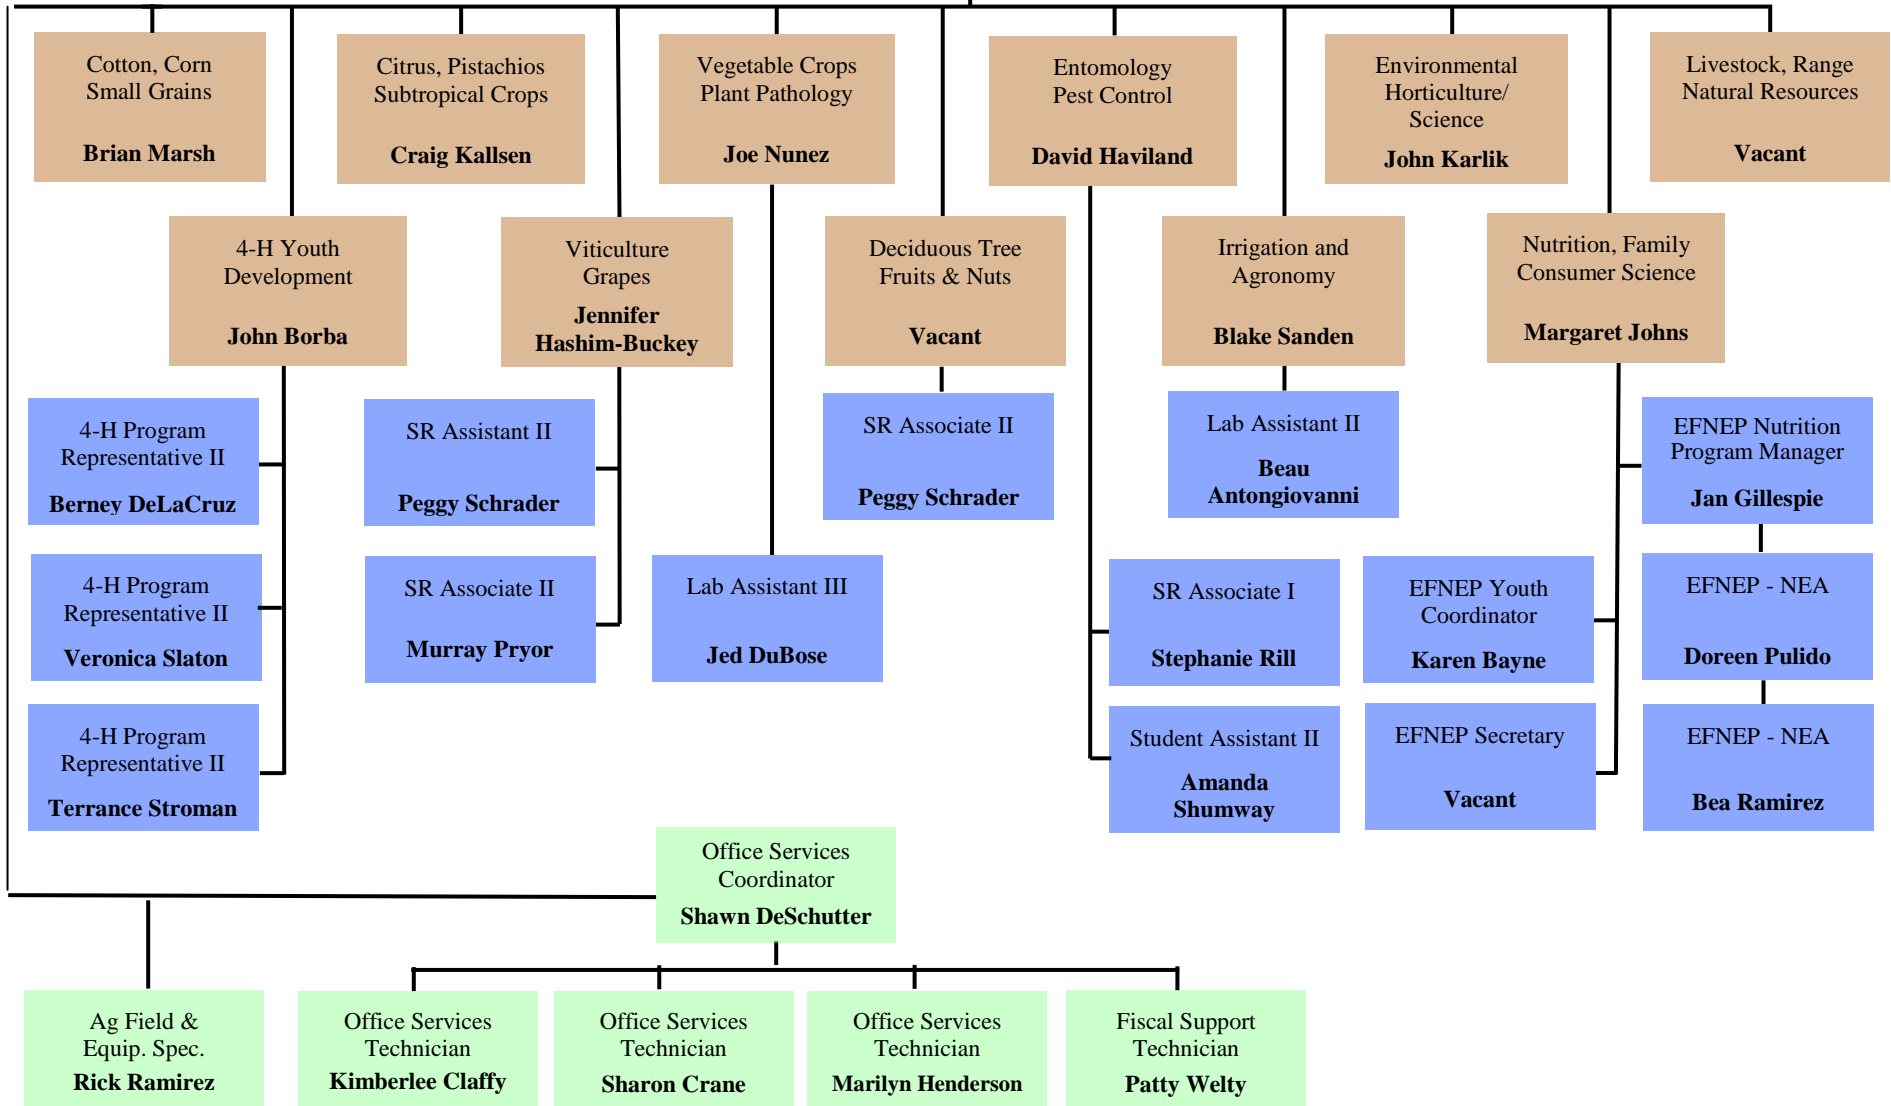 Cotton, Corn
Small Grains
Brian Marsh
Citrus, Pistachios
Subtropical Crops
Craig Kallsen
Vegetable Crops
Plant Pathology
Joe Nunez
Entomology
Pest Control
David Haviland
Environmental
Horticulture/
Science
John Karlik
Livestock, Range
Natural Resources
Vacant
4-H Youth
Development
John Borba
Viticulture
Grapes
Jennifer
Hashim-Buckey
Deciduous Tree
Fruits & Nuts
Vacant
Irrigation and
Agronomy
Blake Sanden
Nutrition, Family
Consumer Science
Margaret Johns
4-H Program
Representative II
Berney DeLaCruz
SR Assistant II
Peggy Schrader
SR Associate II
Peggy Schrader
Lab Assistant II
Beau
Antongiovanni
EFNEP Nutrition
Program Manager
Jan Gillespie
4-H Program
Representative II
Veronica Slaton
SR Associate II
Murray Pryor
Lab Assistant III
Jed DuBose
SR Associate I
Stephanie Rill
EFNEP Youth
Coordinator
Karen Bayne
EFNEP - NEA
Doreen Pulido
4-H Program
Representative II
Terrance Stroman
Student Assistant II
Amanda
Shumway
EFNEP Secretary
Vacant
EFNEP - NEA
Bea Ramirez
Office Services
Coordinator
Shawn DeSchutter
Ag Field &
Equip. Spec.
Rick Ramirez
Office Services
Technician
Kimberlee Claffy
Office Services
Technician
Sharon Crane
Office Services
Technician
Marilyn Henderson
Fiscal Support
Technician
Patty Welty